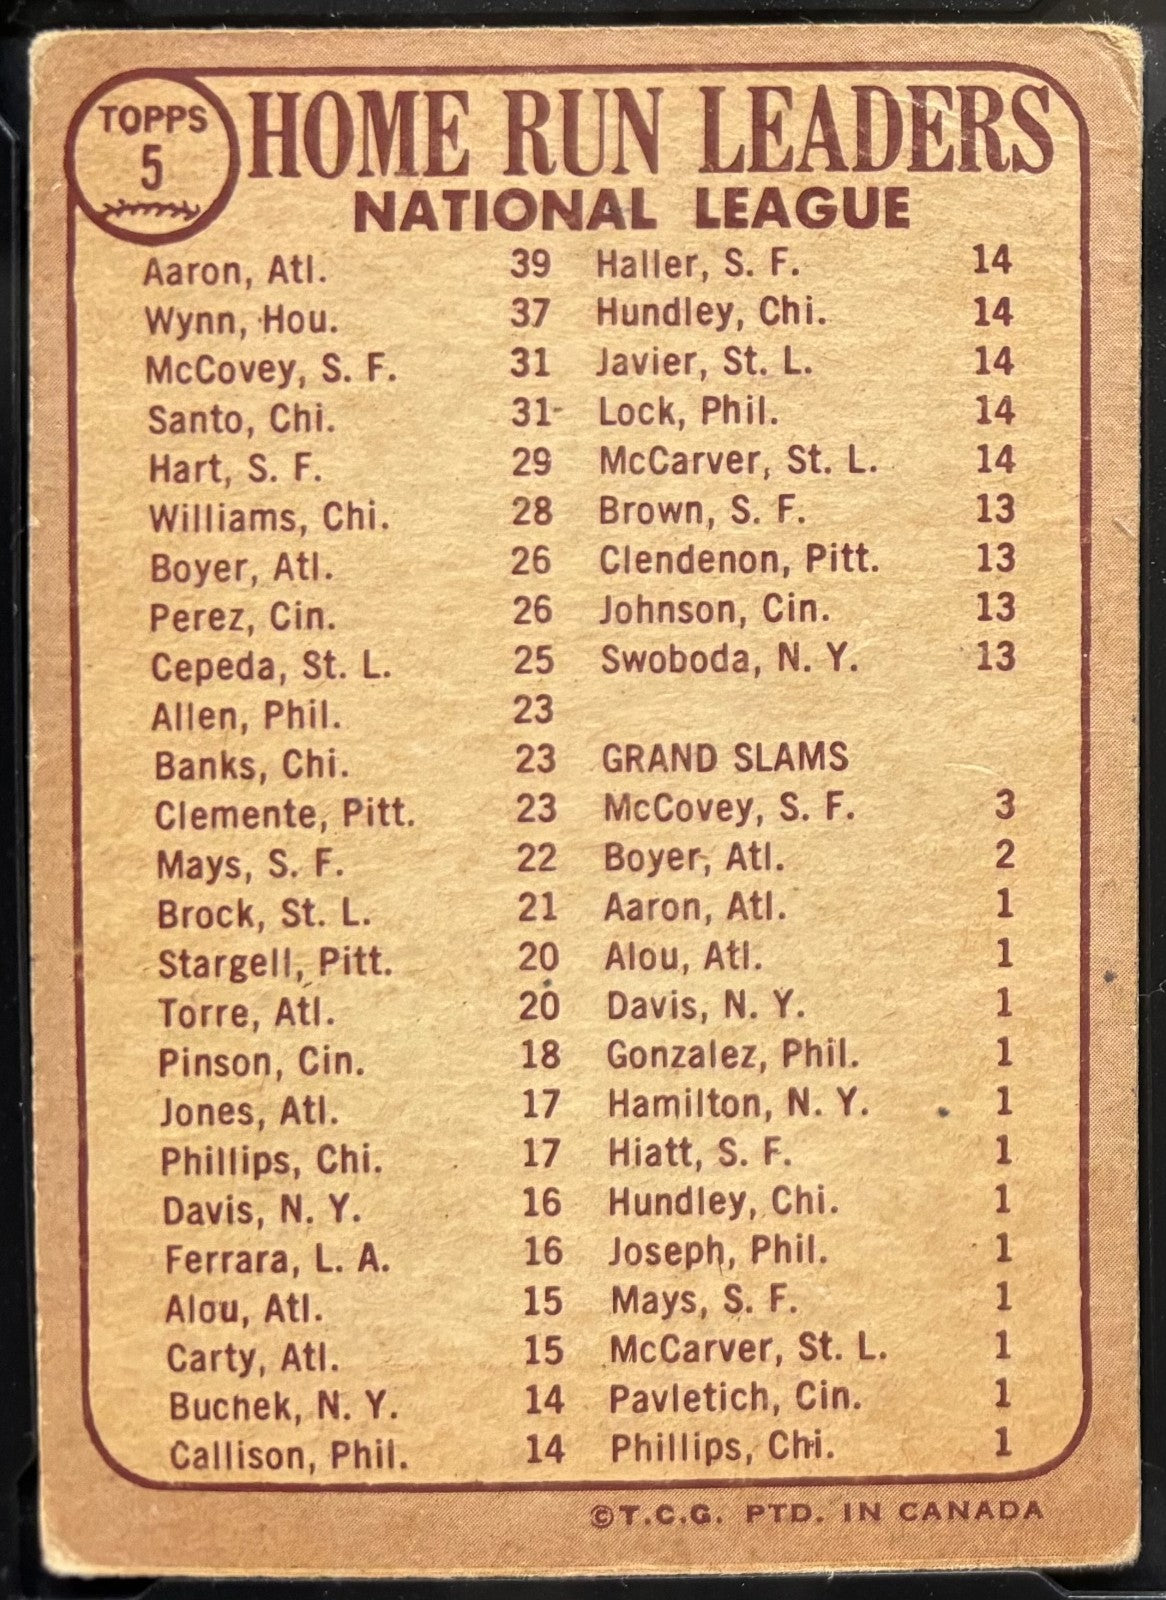 TOPPS
5
HOME RUN LEADERS
NATIONAL LEAGUE
Aaron, Atl. 39
Wynn, Hou. 37
McCovey, S. F. 31
Santo, Chi. 31
Hart, S. F. 29
Williams, Chi. 28
Boyer, Atl. 26
Perez, Cin. 26
Cepeda, St. L. 25
Allen, Phil. 23
Banks, Chi. 23
Clemente, Pitt. 23
Mays, S. F. 22
Brock, St. L. 21
Stargell, Pitt. 20
Torre, Atl. 20
Pinson, Cin. 18
Jones, Atl. 17
Phillips, Chi. 17
Davis, N. Y. 16
Ferrara, L. A. 16
Alou, Atl. 15
Carty, Atl. 15
Buchek, N. Y. 14
Callison, Phil. 14
Haller, S. F. 14
Hundley, Chi. 14
Javier, St. L. 14
Lock, Phil. 14
McCarver, St. L. 14
Brown, S. F. 13
Clendenon, Pitt. 13
Johnson, Cin. 13
Swoboda, N. Y. 13
GRAND SLAMS
McCovey, S. F. 3
Boyer, Atl. 2
Aaron, Atl. 1
Alou, Atl. 1
Davis, N. Y. 1
Gonzalez, Phil. 1
Hamilton, N. Y. 1
Hiatt, S. F. 1
Hundley, Chi. 1
Joseph, Phil. 1
Mays, S. F. 1
McCarver, St. L. 1
Pavletich, Cin. 1
Phillips, Chi. 1
©T.C.G. PTD. IN CANADA